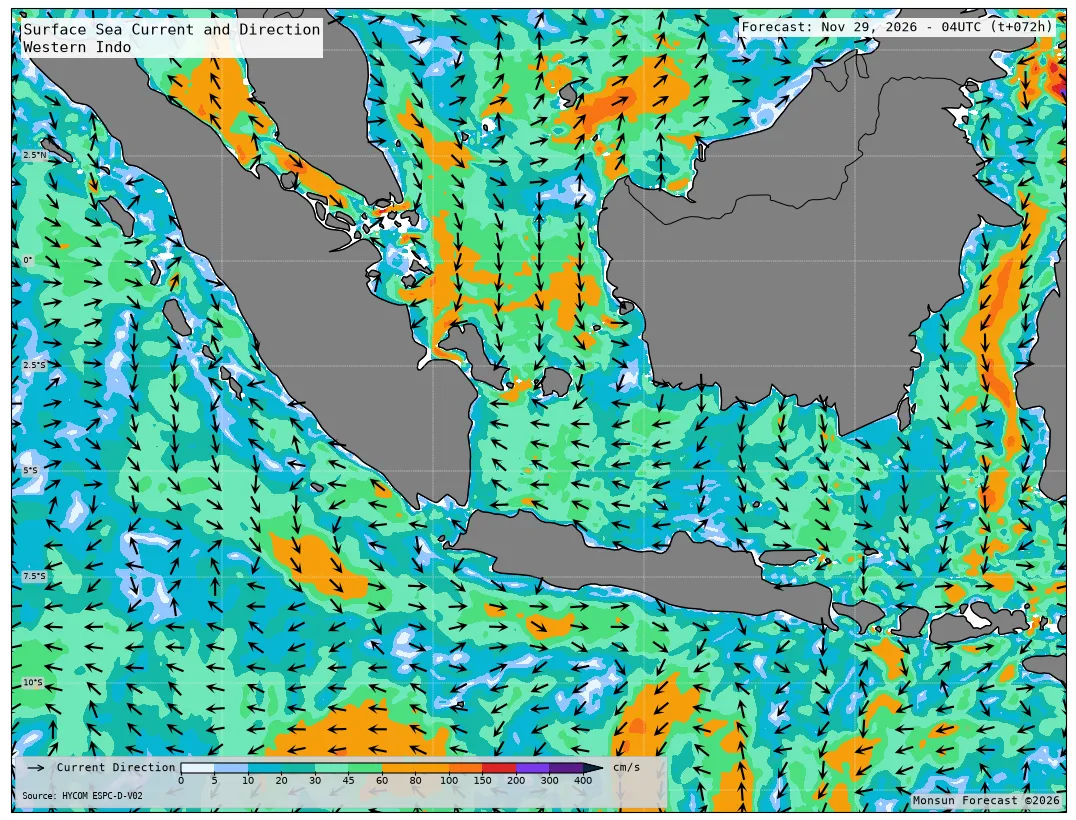 Surface Sea Current and Direction
Western Indo
Forecast: Nov 29, 2026 - 04UTC (t+072h)
2.5°N
0°
2.5°S
5°S
7.5°S
10°S
Current Direction
0 5 10 20 30 45 60 80 100 150 200 300 400
cm/s
Source: HYCOM ESPC-D-V02
Monsun Forecast ©2026